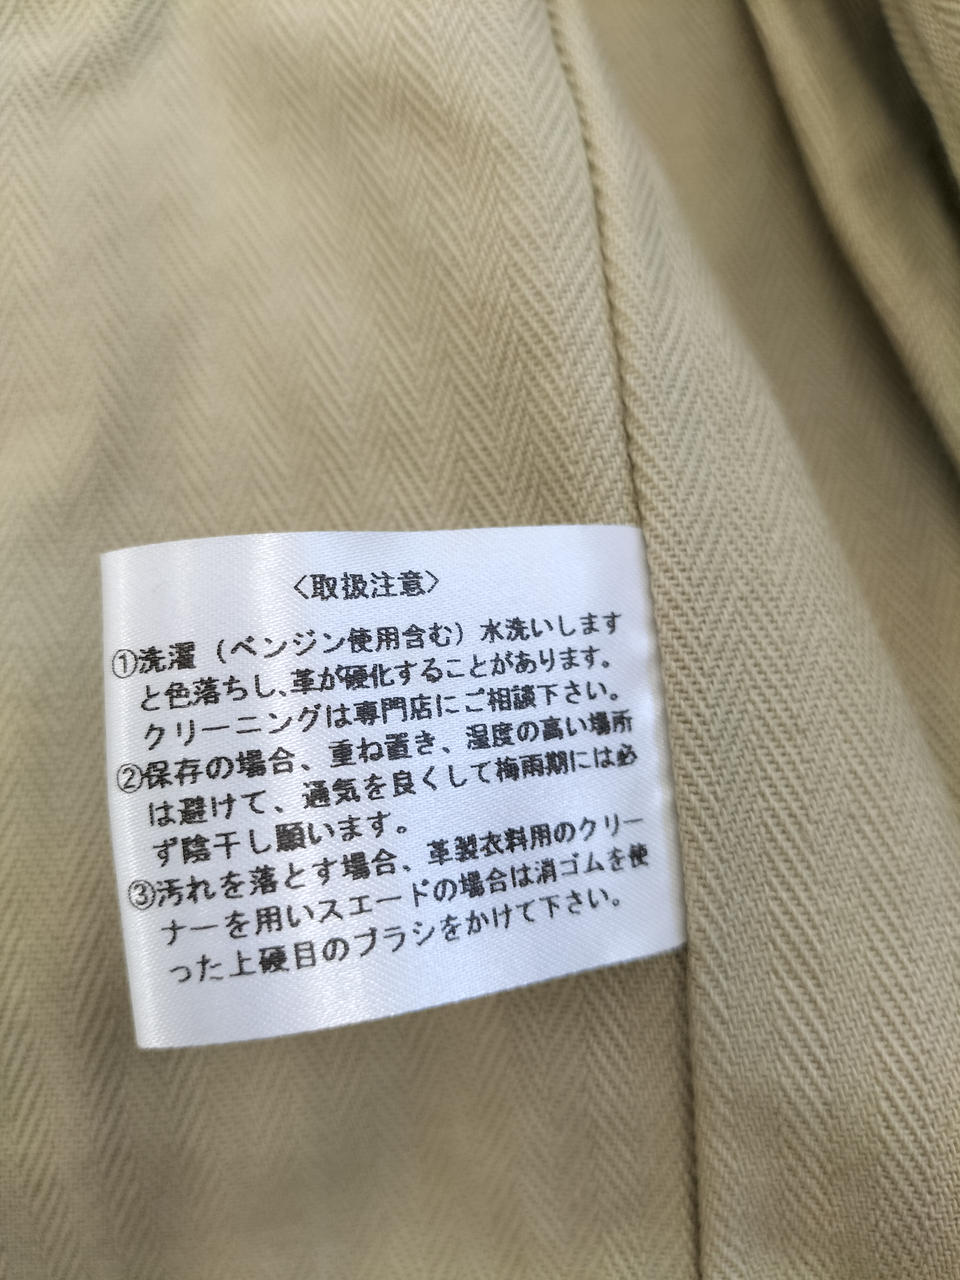 〈取扱注意〉
①洗濯（ベンジン使用含む）水洗いします
と色落ちし、革が硬化することがあります。
クリーニングは専門店にご相談下さい。
②保存の場合、重ね置き、湿度の高い場所
は避けて、通気を良くして梅雨期には必
ず陰干し願います。
③汚れを落とす場合、革製衣料用のクリー
ナーを用いスエードの場合は消ゴムを使
った上硬目のブラシをかけて下さい。